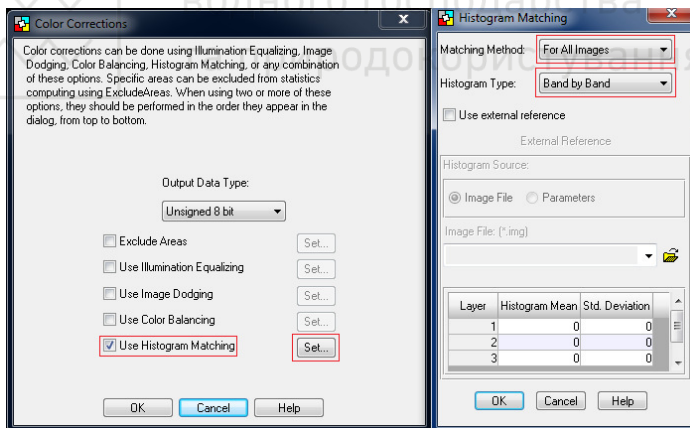 Color Corrections
x
Color corrections can be done using Illumination Equalizing, Image
Dodging, Color Balancing, Histogram Matching, or any combination
of these options. Specific areas can be excluded from statistics
computing using ExcludeAreas. When using two or more of these
options, they should be performed in the order they appear in the
dialog, from top to bottom.
Output Data Type:
Unsigned 8 bit
Exclude Areas Set...
Use Illumination Equalizing Set...
Use Image Dodging Set...
Use Color Balancing Set...
Use Histogram Matching Set...
OK Cancel Help
Histogram Matching
x
Matching Method: For All Images
Histogram Type: Band by Band
Use external reference
External Reference
Histogram Source:
Image File Parameters
Image File: (*.img)
Layer Histogram Mean Std. Deviation
1 0 0
2 0 0
3 0 0
OK Cancel Help